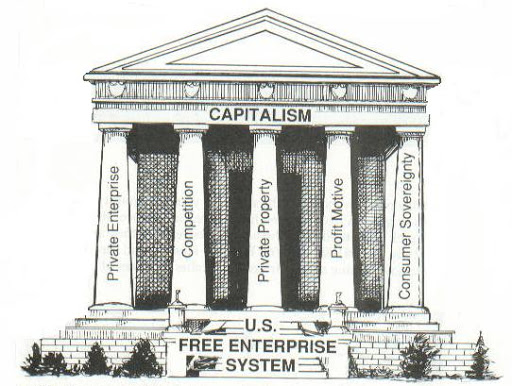 CAPITALISM
Private Enterprise
Competition
Private Property
Profit Motive
Consumer Sovereignty
U.S.
FREE ENTERPRISE
SYSTEM